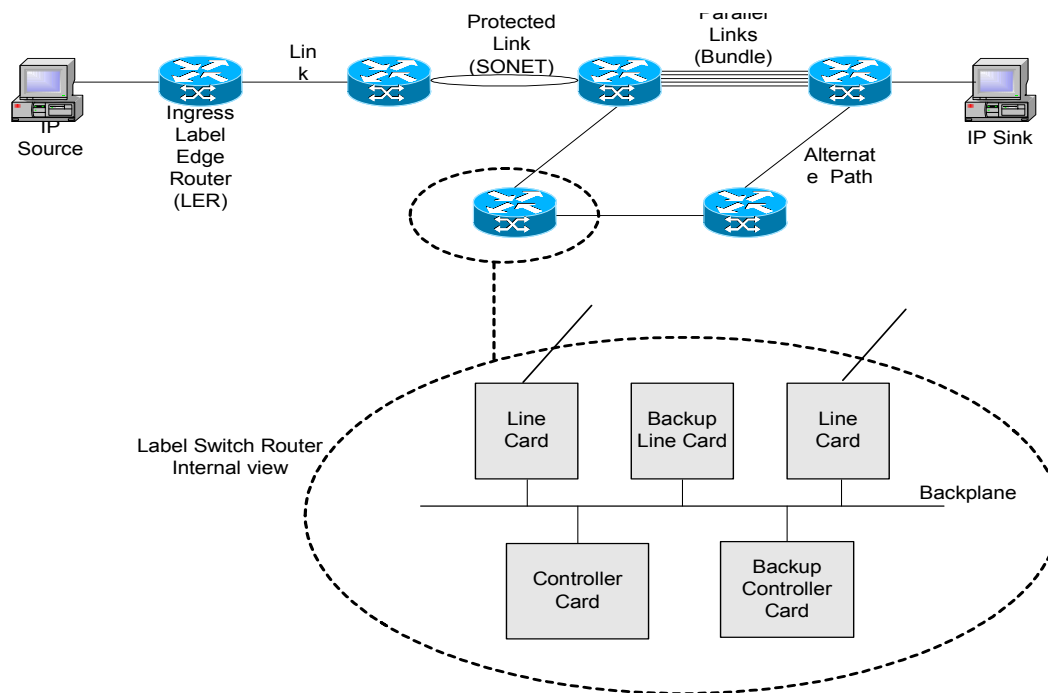 Protected
Link
(SONET)
Parallel
Links
(Bundle)
Lin
k
IP
Source
Ingress
Label
Edge
Router
(LER)
IP Sink
Alternat
e Path
Label Switch Router
Internal view
Line
Card
Backup
Line Card
Line
Card
Backplane
Controller
Card
Backup
Controller
Card